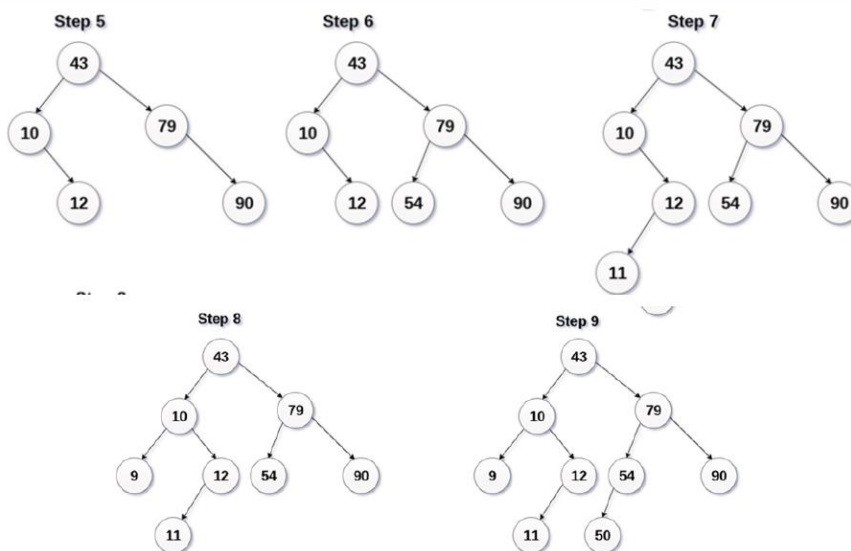 Step 5 Step 6 Step 7
43 43 43
10 79 10 79 10 79
12 90 12 54 90 12 54 90
11
Step 8 Step 9
43 43
10 79 10 79
9 12 54 90 9 12 54 90
11 11 50